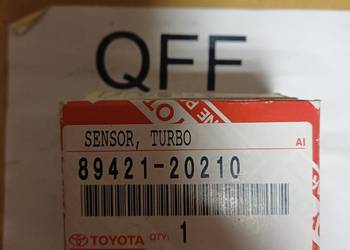 QFF
SENSOR, TURBO
AI
89421-20210
TOYOTA QTY: 1